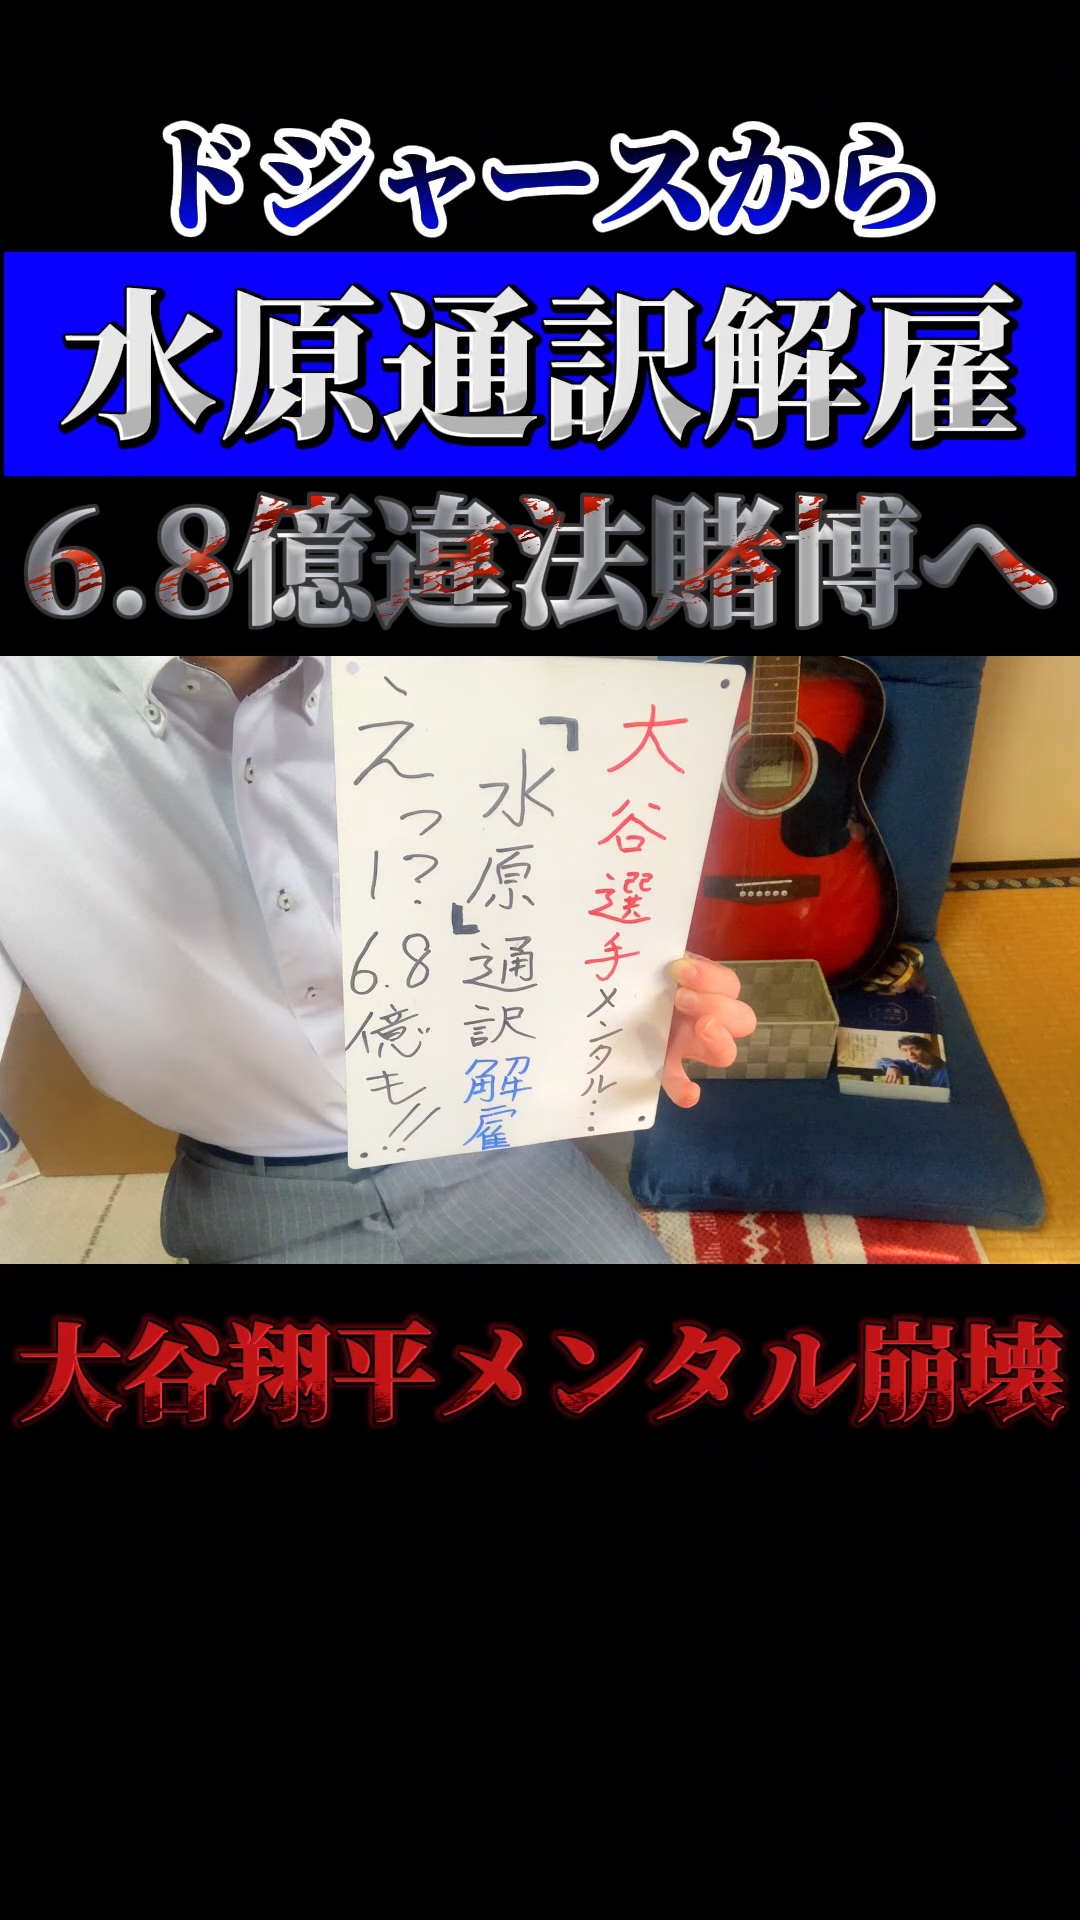 ドジャースから
水原通訳解雇
6.8億違法賭博へ
大谷選手メンタル…
「水原」通訳解雇
え、っ!?6.8億も!!
Legend
大谷翔平メンタル崩壊